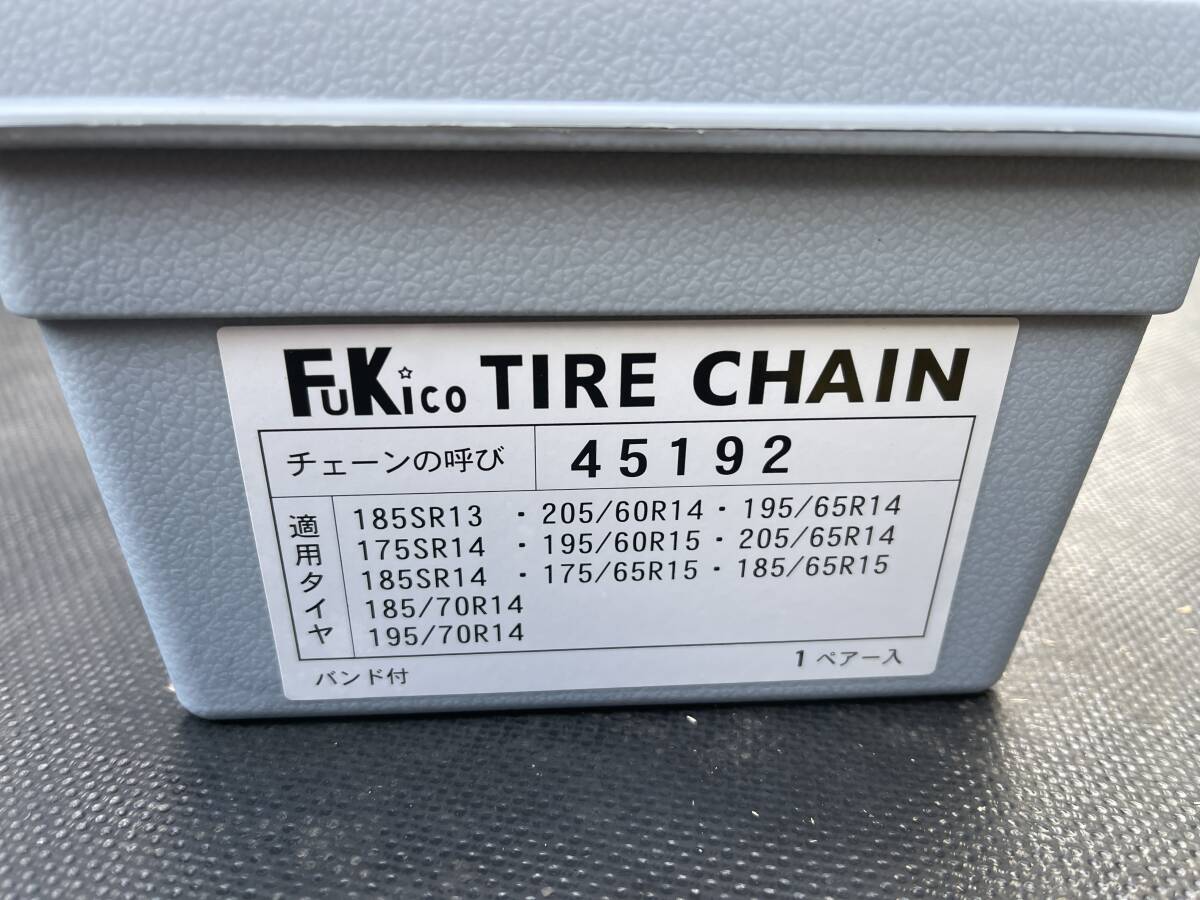 FuKico TIRE CHAIN
チェーンの呼び 45192
適用タイヤ
185SR13 ・205/60R14・195/65R14
175SR14 ・195/60R15・205/65R14
185SR14 ・175/65R15・185/65R15
185/70R14
195/70R14
バンド付 1ペアー入